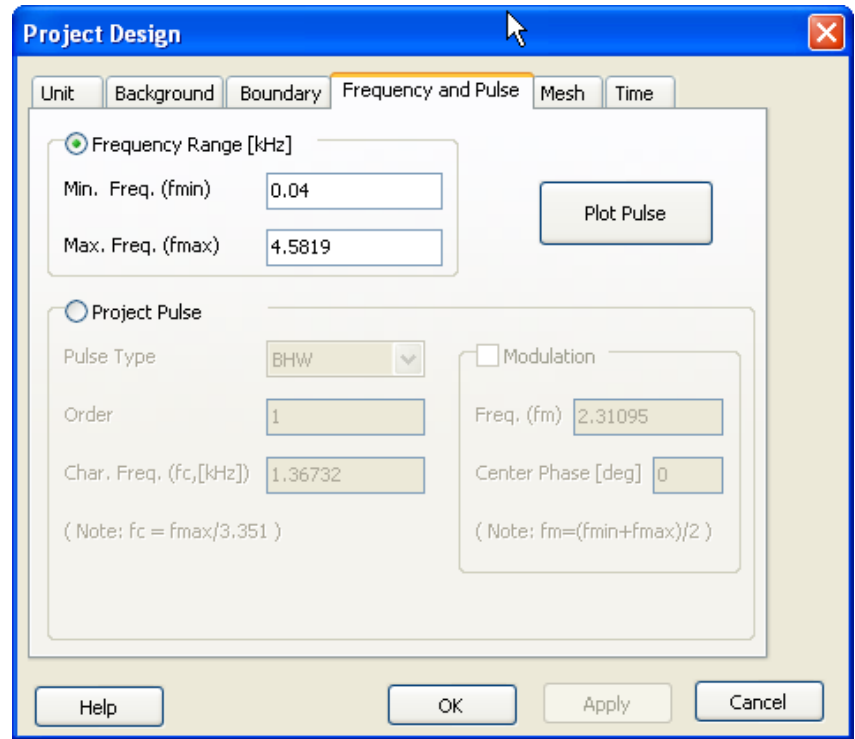 Project Design
Unit Background Boundary Frequency and Pulse Mesh Time
Frequency Range [kHz]
Min. Freq. (fmin) 0.04
Plot Pulse
Max. Freq. (fmax) 4.5819
Project Pulse
Pulse Type BHW
Modulation
Order 1
Freq. (fm) 2.31095
Char. Freq. (fc,[kHz]) 1.36732
Center Phase [deg] 0
( Note: fc = fmax/3.351 )
( Note: fm=(fmin+fmax)/2 )
Help OK Apply Cancel